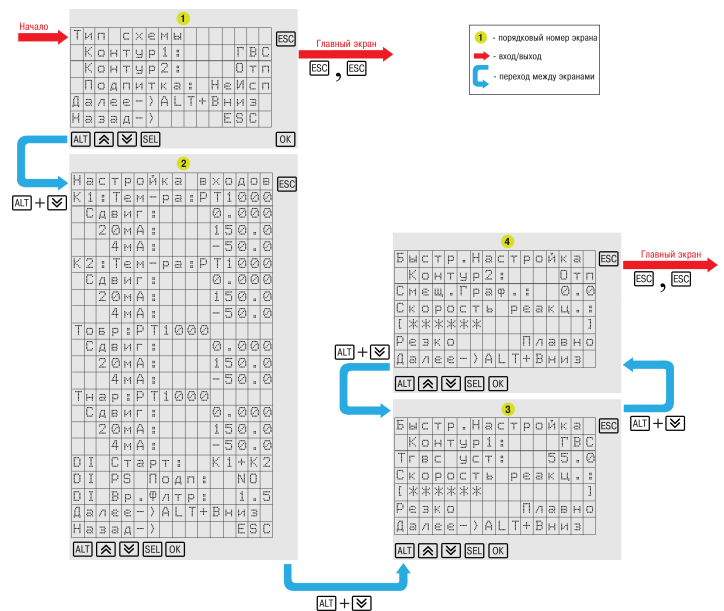 Начало
1
Тип схемы
ESC
Контур1: ГВС
Контур2: Отп
Подпитка: НеИсп
Далее-〉ALT+Вниз
Назад-〉 ESC
ALT SEL OK
Главный экран
ESC , ESC
1 - порядковый номер экрана
- вход/выход
- переход между экранами
ALT +
2
Настройка входов
ESC
К1:Тем-ра:PT1000
Сдвиг: 0.000
20мА: 150.0
4мА: -50.0
К2:Тем-ра:PT1000
Сдвиг: 0.000
20мА: 150.0
4мА: -50.0
Тобр:PT1000
Сдвиг: 0.000
20мА: 150.0
4мА: -50.0
Тнар:PT1000
Сдвиг: 0.000
20мА: 150.0
4мА: -50.0
DI Старт: К1+К2
DI PS Подп: NO
DI Вр.Флтр: 1.5
Далее-〉ALT+Вниз
Назад-〉 ESC
ALT SEL OK
ALT +
3
Быстр.Настройка
ESC
Контур1: ГВС
Тгвс уст: 55.0
Скорость реакц.:
[****** ]
Резко Плавно
Далее-〉ALT+Вниз
ALT SEL OK
ALT +
4
Быстр.Настройка
ESC
Контур2: Отп
Смещ.Граф.: 0.0
Скорость реакц.:
[****** ]
Резко Плавно
Далее-〉ALT+Вниз
ALT SEL OK
ALT +
Главный экран
ESC , ESC